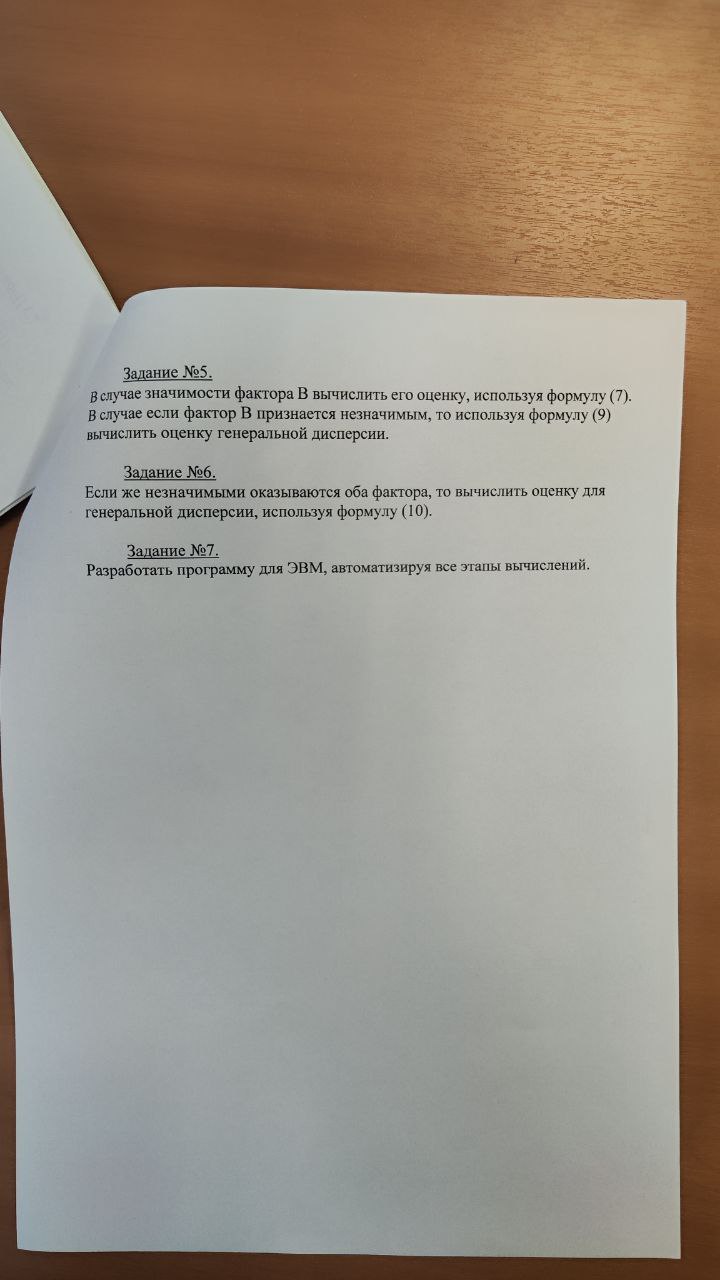 Задание №5.
В случае значимости фактора В вычислить его оценку, используя формулу (7).
В случае если фактор В признается незначимым, то используя формулу (9)
вычислить оценку генеральной дисперсии.
Задание №6.
Если же незначимыми оказываются оба фактора, то вычислить оценку для
генеральной дисперсии, используя формулу (10).
Задание №7.
Разработать программу для ЭВМ, автоматизируя все этапы вычислений.